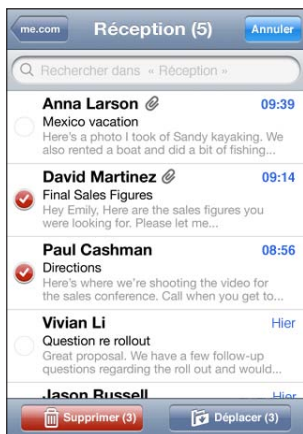 me.com
Réception (5)
Annuler
Rechercher dans « Réception »
Anna Larson
09:39
Mexico vacation
Here's a photo I took of Sandy kayaking. We
also rented a boat and did a bit of fishing...
David Martinez
09:14
Final Sales Figures
Hey Emily, Here are the sales figures you
were looking for. Please let me...
Paul Cashman
08:56
Directions
Here's where we're shooting the video for
the sales conference. Call when you get to...
Vivian Li
Hier
Question re rollout
Great proposal. We have a few follow-up
questions regarding the roll out and would...
Jason Russell
Hier
Supprimer (3)
Déplacer (3)